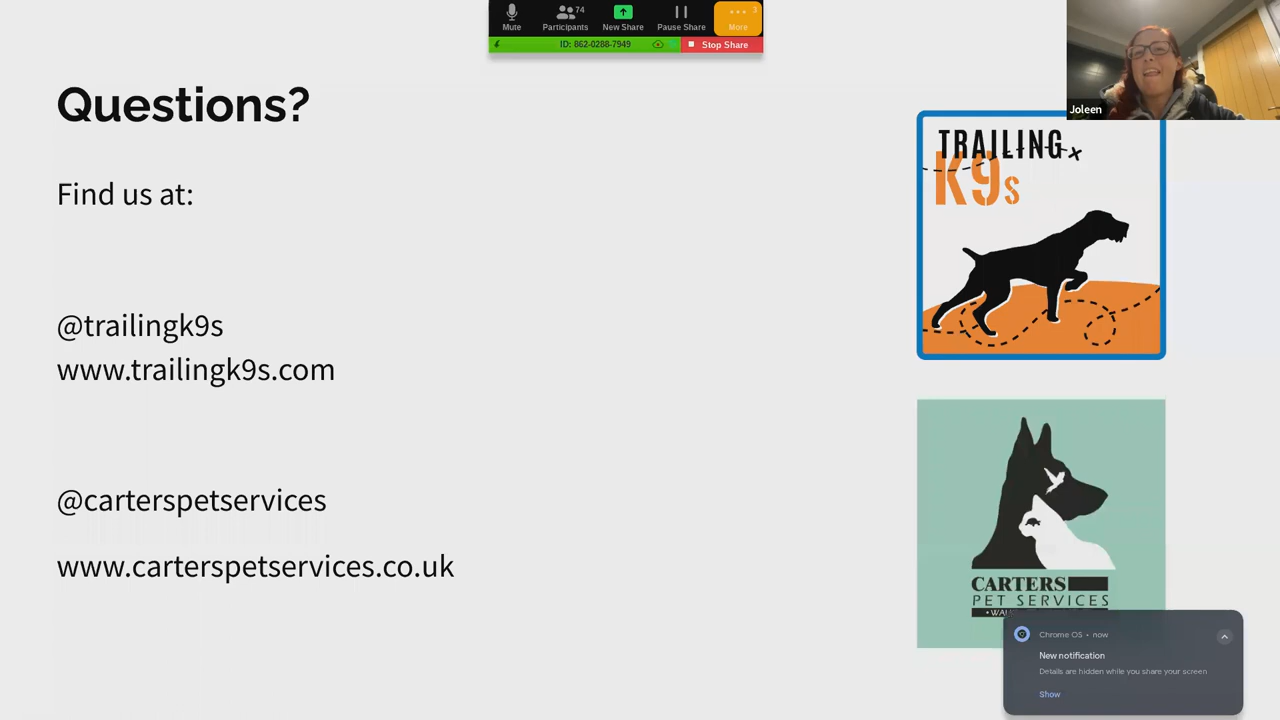 74
3
Mute
Participants
New Share
Pause Share
More
ID: 862-0288-7949
Stop Share
Joleen
Questions?
Find us at:
@trailingk9s
www.trailingk9s.com
@carterspetservices
www.carterspetservices.co.uk
TRAILING
K9s
CARTERS
PET SERVICES
Chrome OS • now
New notification
Details are hidden while you share your screen
Show